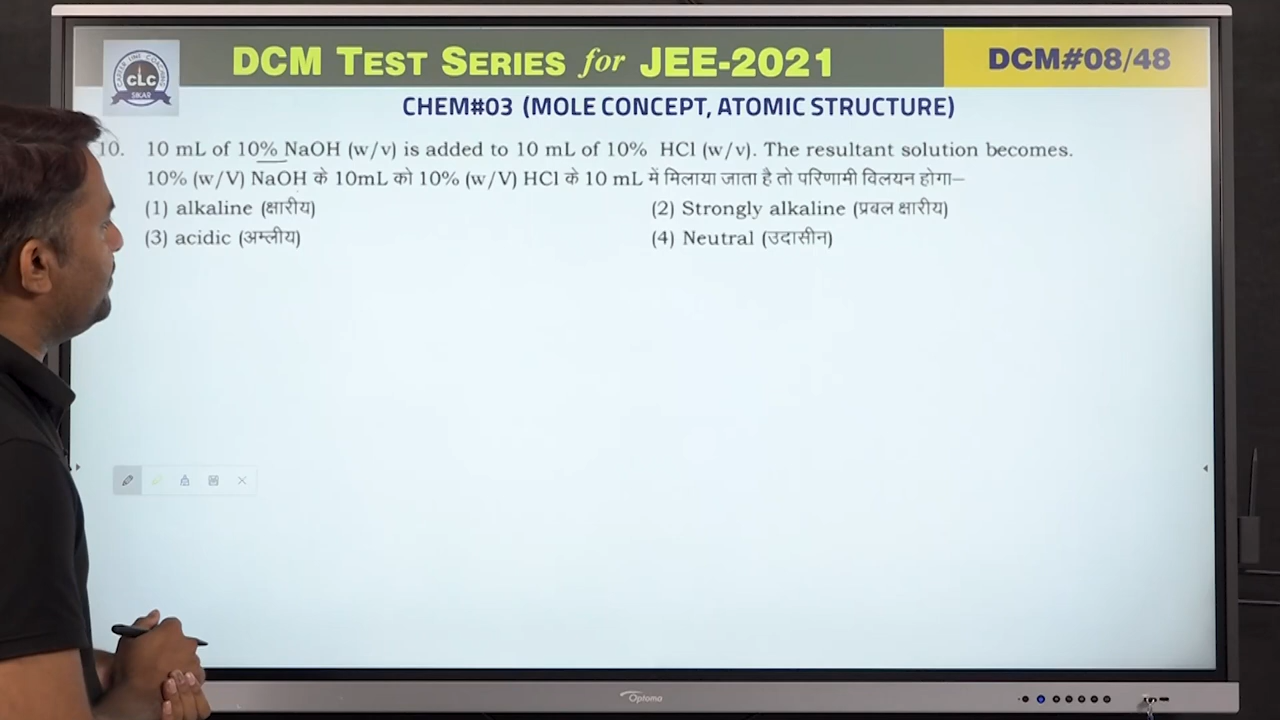 DCM TEST SERIES for JEE-2021
DCM#08/48
CAREER LINE COACHING
CLC
SIKAR
CHEM#03 (MOLE CONCEPT, ATOMIC STRUCTURE)
10. 10 mL of 10% NaOH (w/v) is added to 10 mL of 10% HCl (w/v). The resultant solution becomes.
10% (w/V) NaOH के 10mL को 10% (w/V) HCl के 10 mL में मिलाया जाता है तो परिणामी विलयन होगा–
(1) alkaline (क्षारीय) (2) Strongly alkaline (प्रबल क्षारीय)
(3) acidic (अम्लीय) (4) Neutral (उदासीन)
Optoma